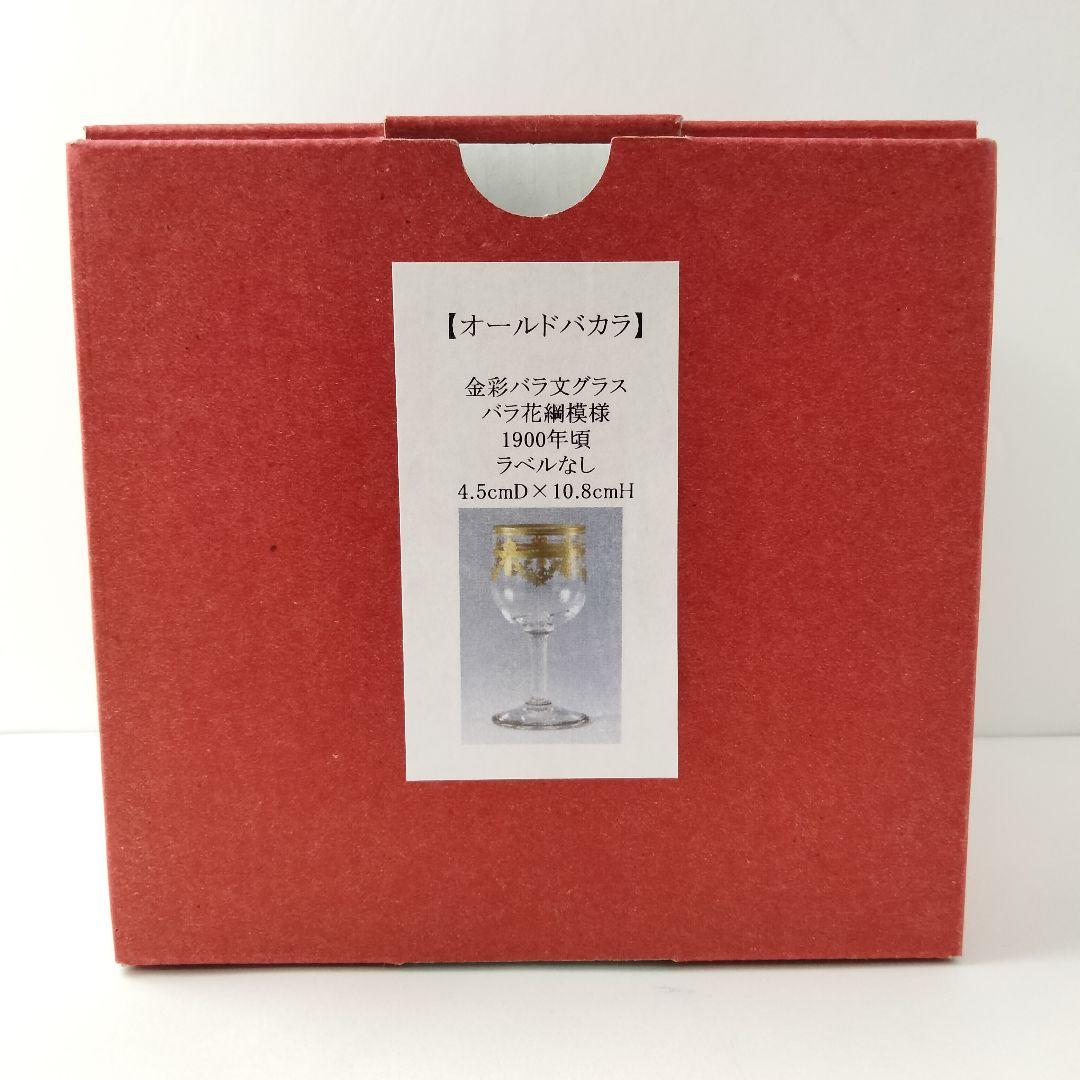 【オールドバカラ】
金彩バラ文グラス
バラ花綱模様
1900年頃
ラベルなし
4.5cmD×10.8cmH